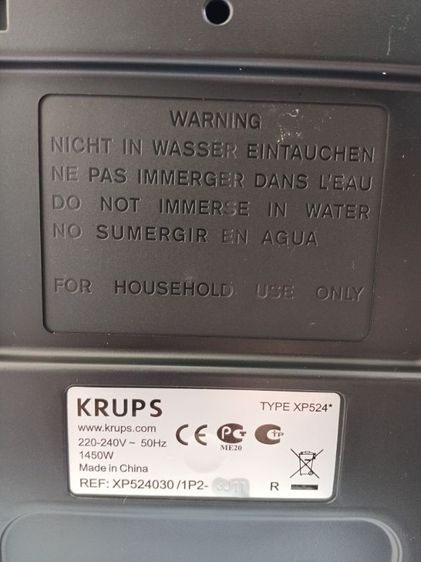 WARNING
NICHT IN WASSER EINTAUCHEN
NE PAS IMMERGER DANS L'EAU
DO NOT IMMERSE IN WATER
NO SUMERGIR EN AGUA
FOR HOUSEHOLD USE ONLY
KRUPS
TYPE XP524*
www.krups.com
220-240V ~ 50Hz
1450W
Made in China
CE
ME20
REF: XP524030 /1P2-
R